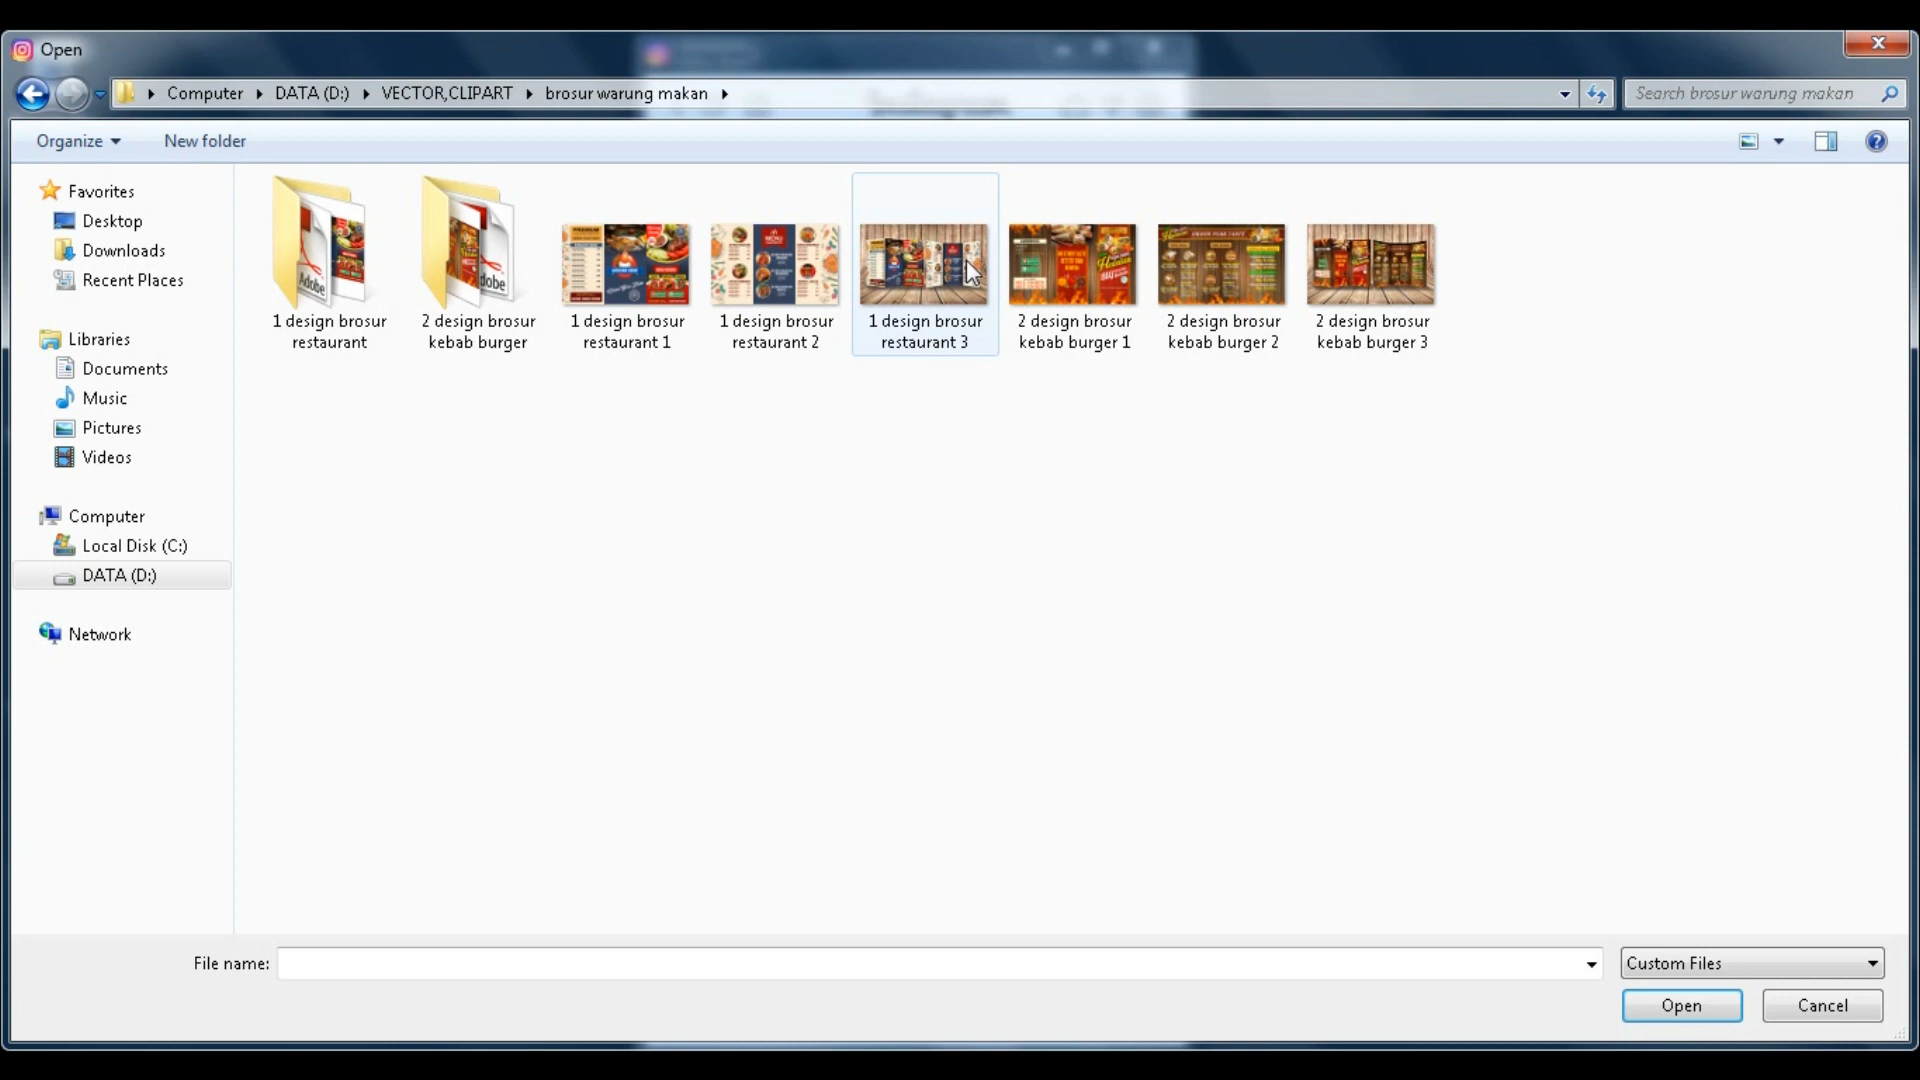 Open
Computer
DATA (D:)
VECTOR,CLIPART
brosur warung makan
Search brosur warung makan
Organize
New folder
Favorites
Desktop
Downloads
Recent Places
Libraries
Documents
Music
Pictures
Videos
Computer
Local Disk (C:)
DATA (D:)
Network
Adobe
1 design brosur
restaurant
dobe
2 design brosur
kebab burger
1 design brosur
restaurant 1
MENU
1 design brosur
restaurant 2
1 design brosur
restaurant 3
2 design brosur
kebab burger 1
2 design brosur
kebab burger 2
2 design brosur
kebab burger 3
File name:
Custom Files
Open
Cancel